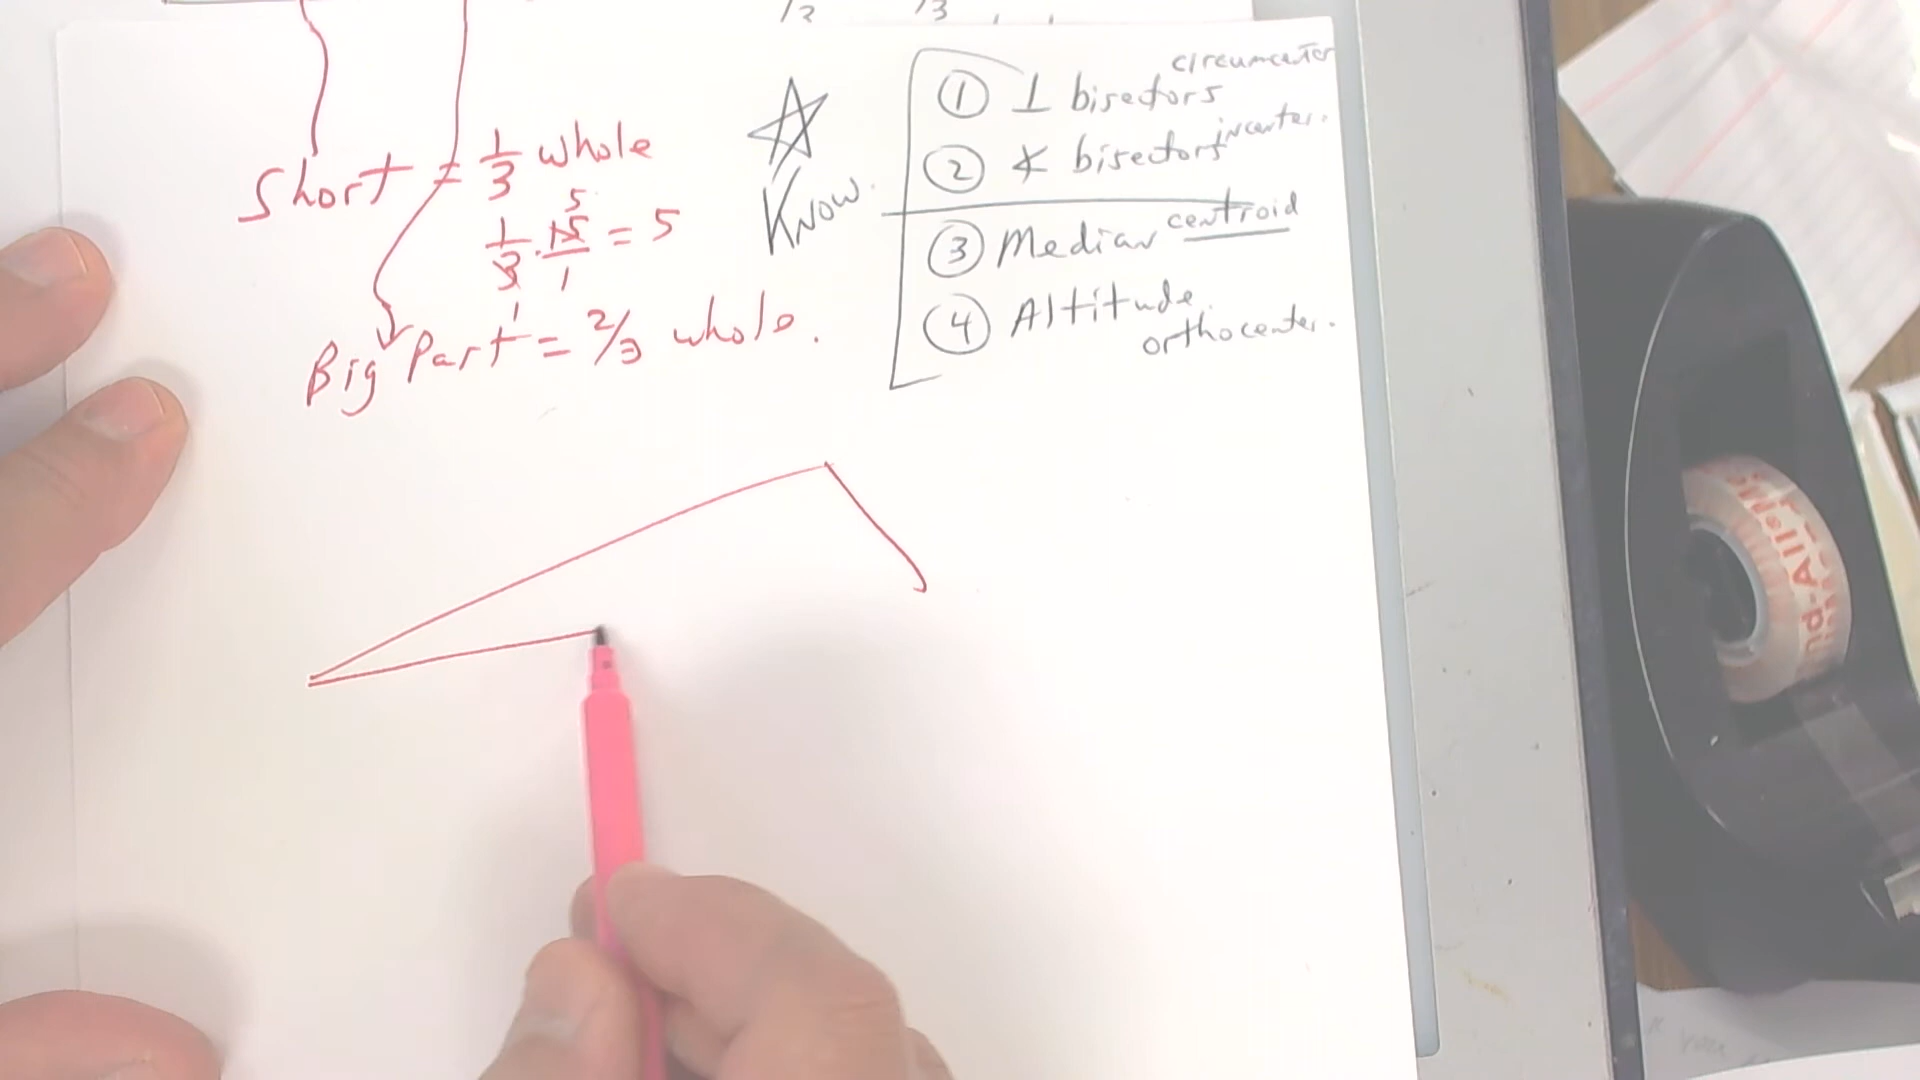 Short = 1/3 whole
1/3 · 15/1 = 5
5
1
Big Part = 2/3 whole.
Know.
circumcenter
① ⊥ bisectors
incenter.
② ∢ bisectors
③ Median centroid
④ Altitude.
orthocenter.